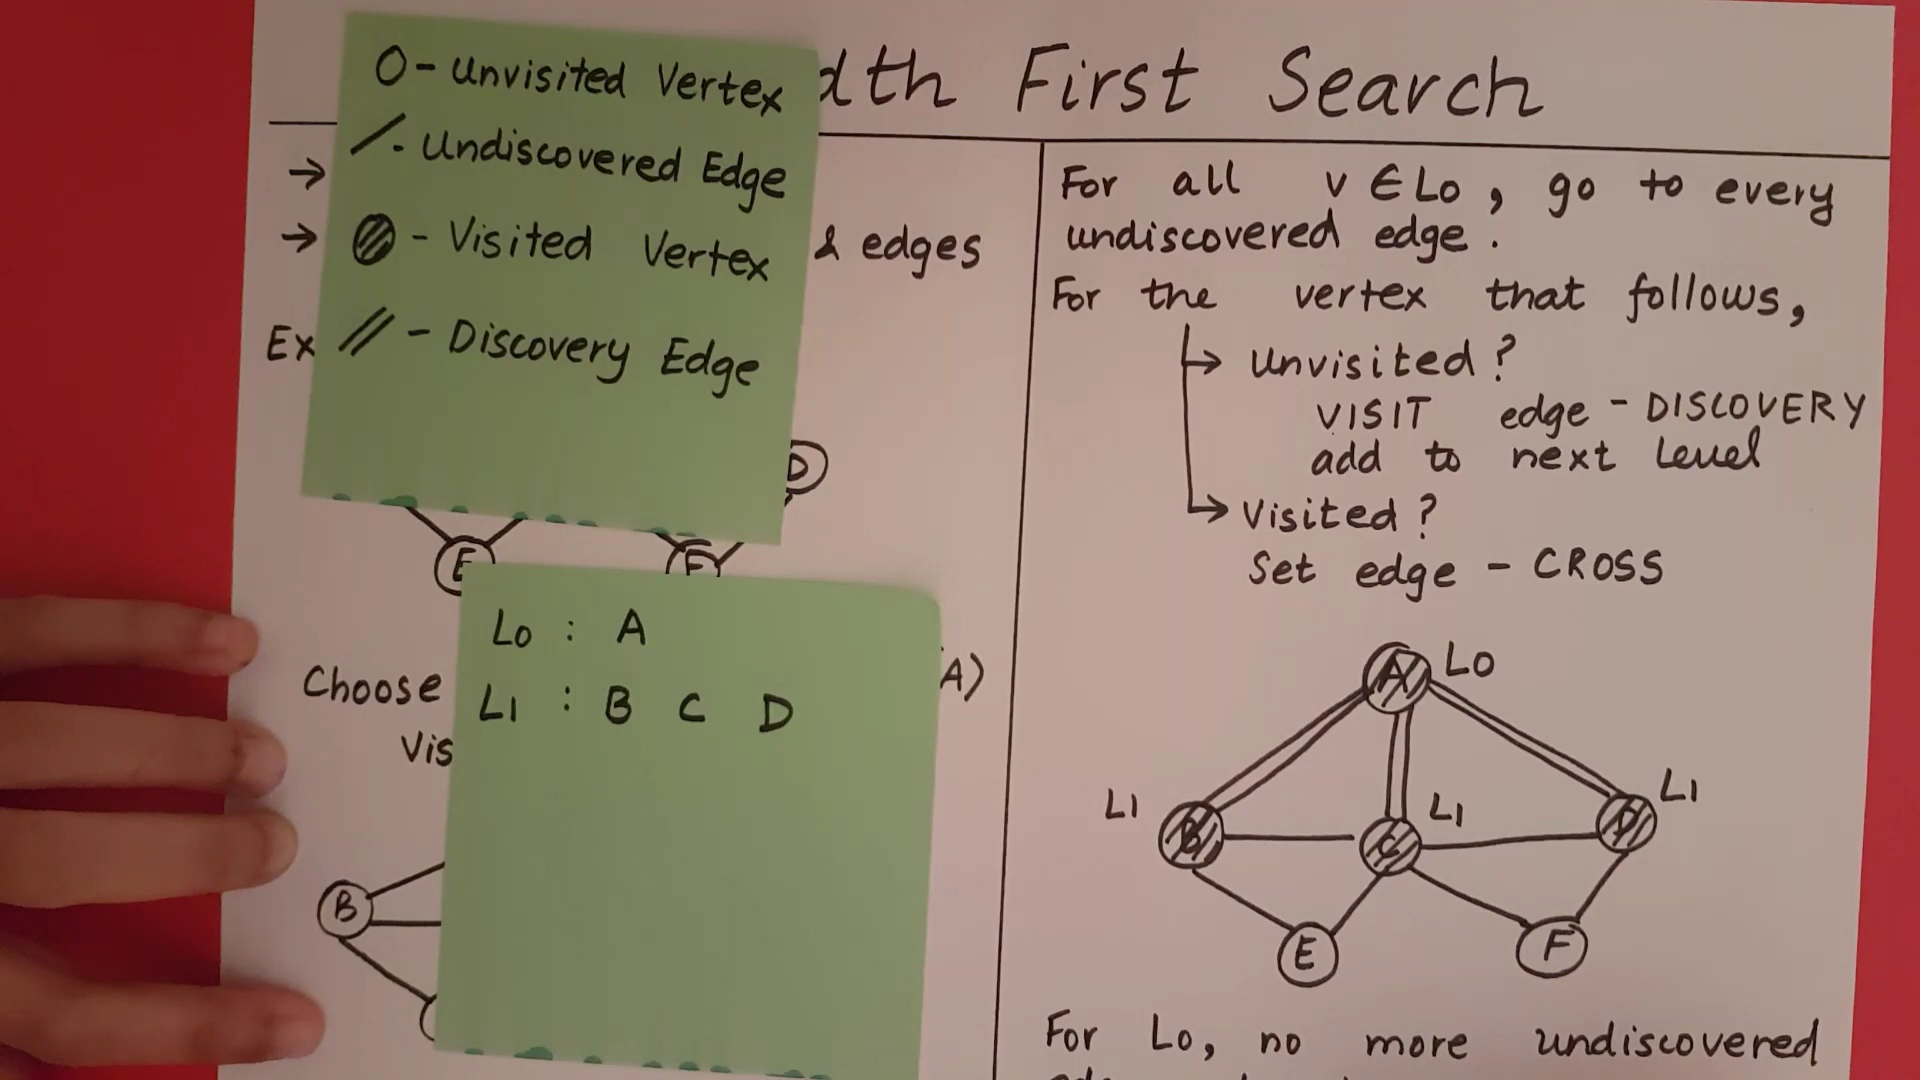 dth First Search
O - Unvisited Vertex
/ - Undiscovered Edge
- Visited Vertex
// - Discovery Edge
→
→ & edges
Ex
D
E F
Choose A)
Vis
Lo : A
L1 : B C D
B
For all v ∈ Lo, go to every
undiscovered edge.
For the vertex that follows,
↳ Unvisited?
VISIT edge - DISCOVERY
add to next Level
↳ Visited?
Set edge - CROSS
A LO
L1 L1 L1
B C D
E F
For Lo, no more undiscovered